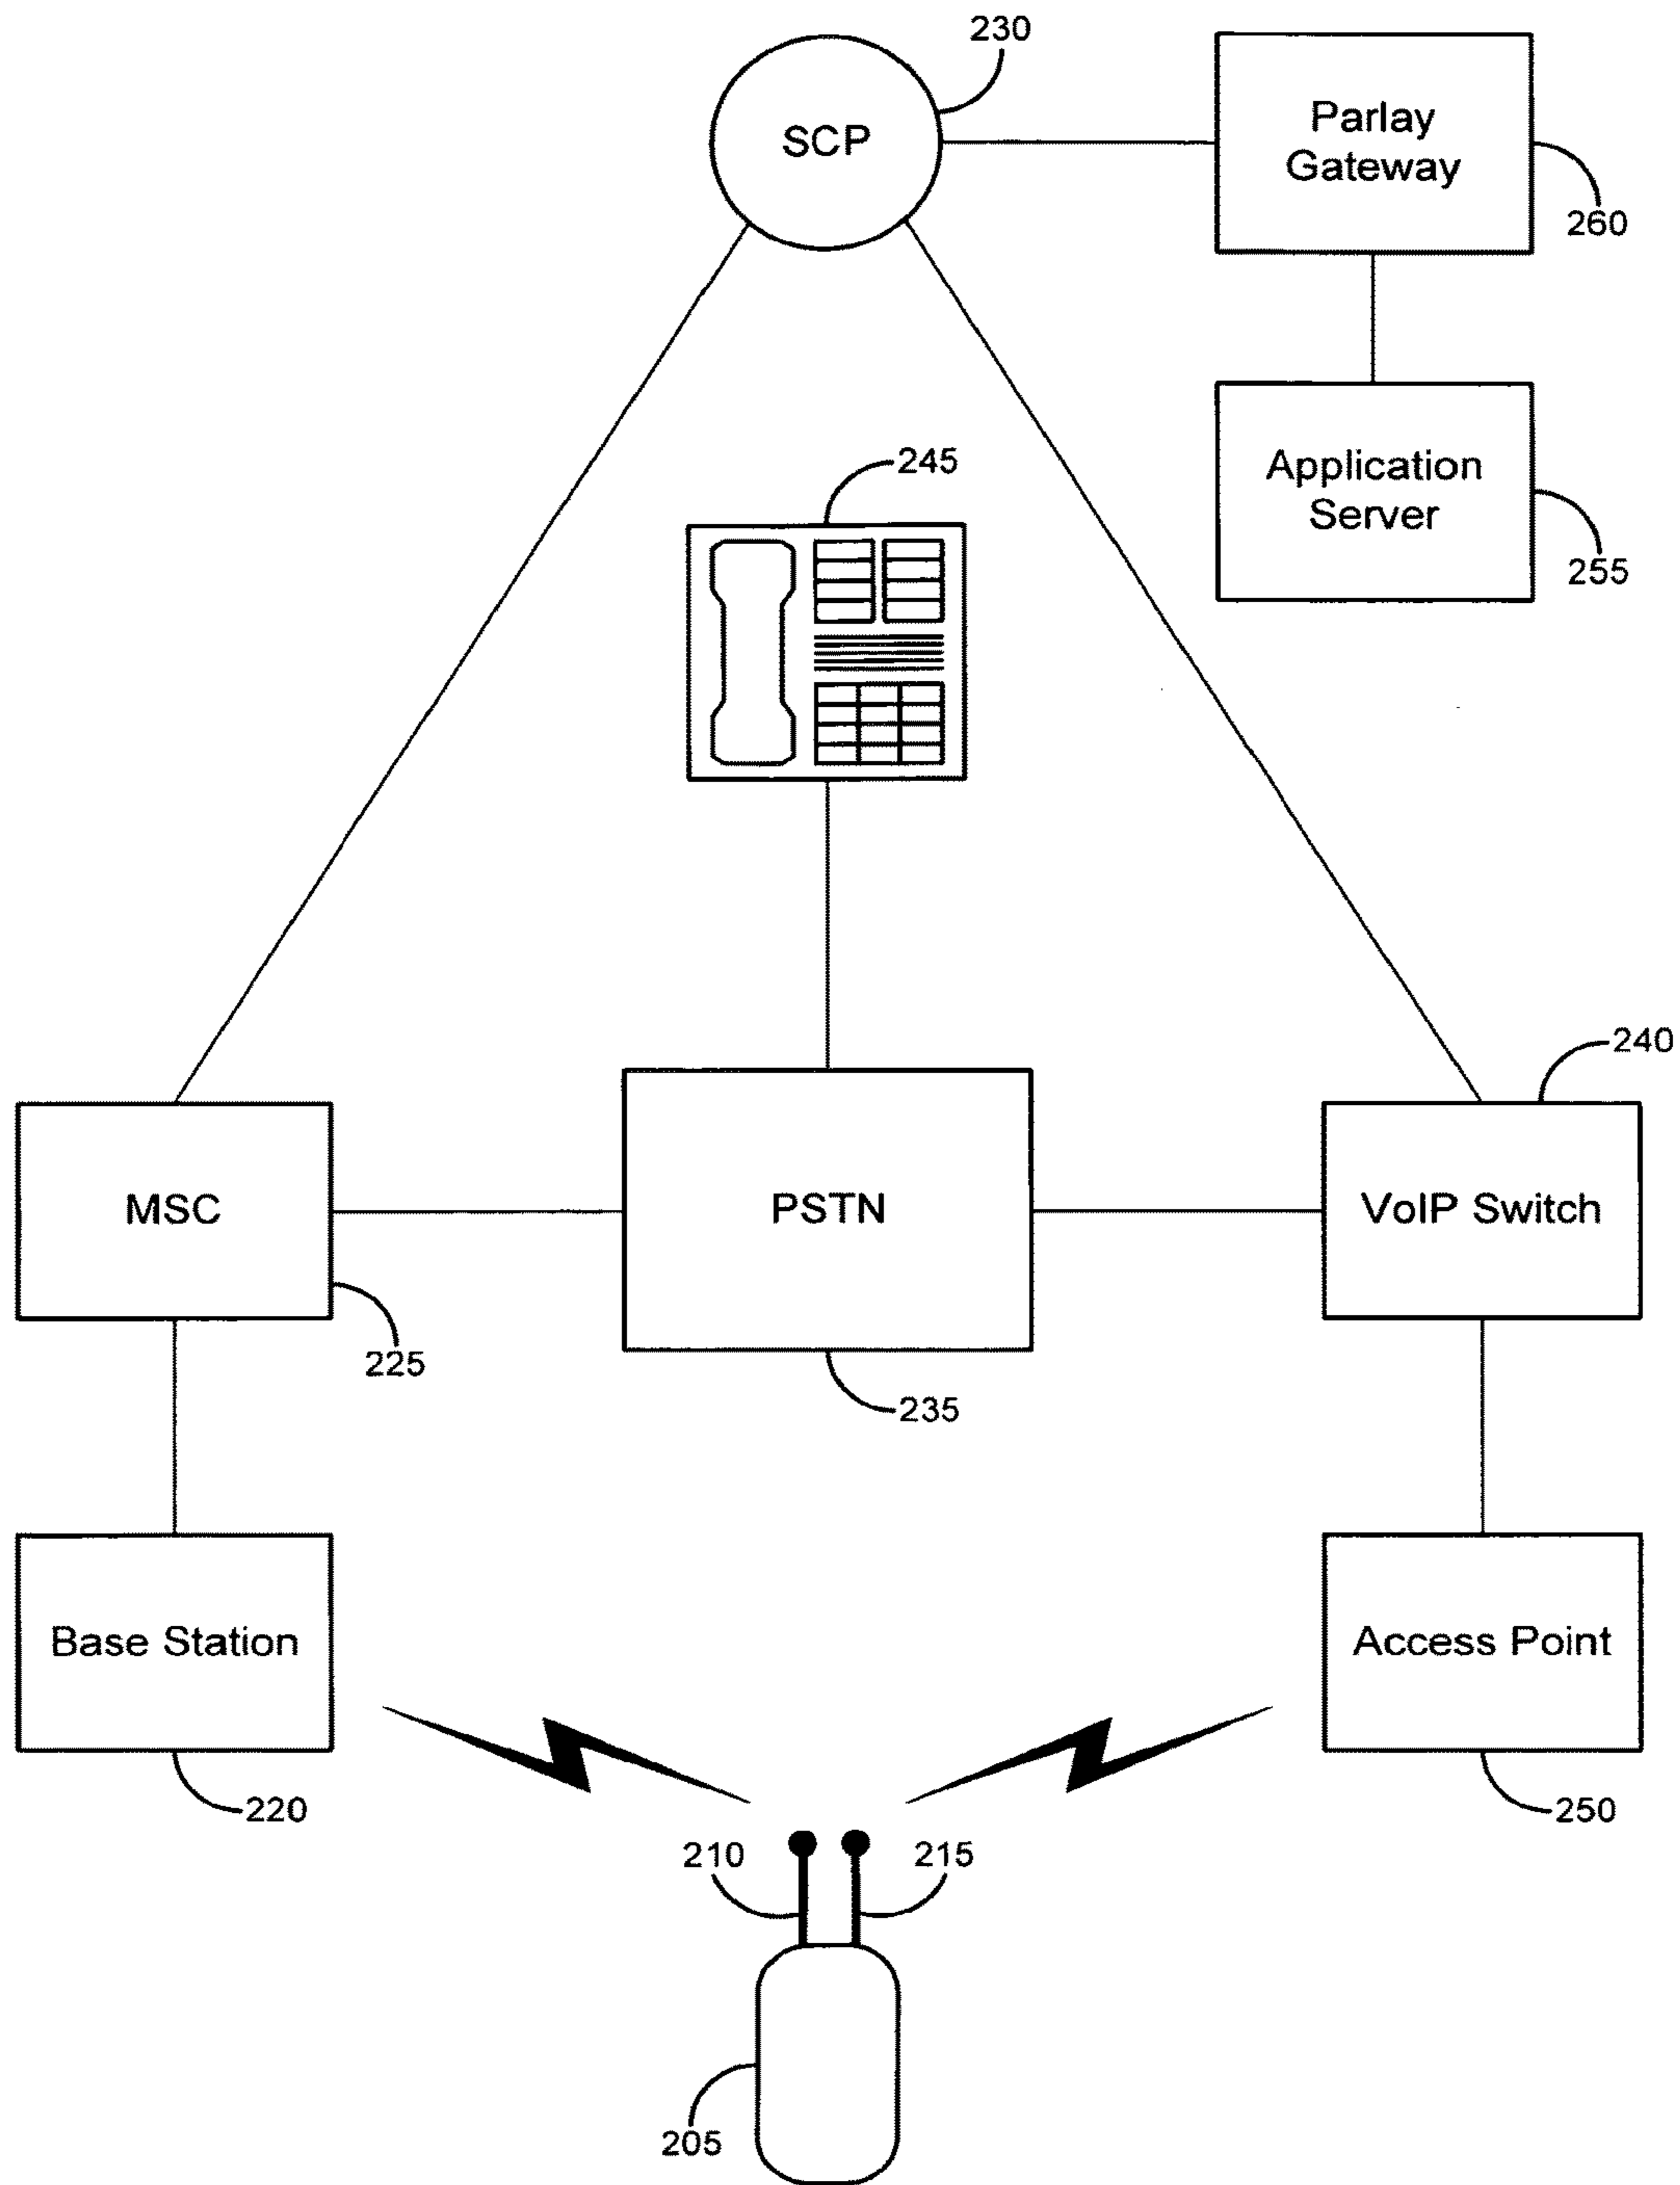 230
SCP
Parlay
Gateway
260
245
Application
Server
255
240
MSC
PSTN
VoIP Switch
225
235
Base Station
Access Point
220
250
210
215
205